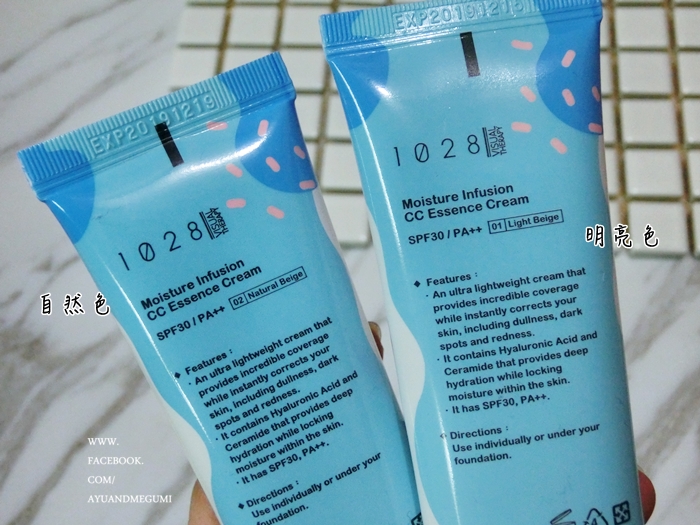 EXP20191219
1028 VISUAL THERAPY
Moisture Infusion
CC Essence Cream
SPF30 / PA++ 02 Natural Beige
Features :
· An ultra lightweight cream that
provides incredible coverage
while instantly corrects your
skin, including dullness, dark
spots and redness.
· It contains Hyaluronic Acid and
Ceramide that provides deep
hydration while locking
moisture within the skin.
· It has SPF30, PA++.
Directions :
Use individually or under your
foundation.
自然色
EXP20191219
1028 VISUAL THERAPY
Moisture Infusion
CC Essence Cream
SPF30 / PA++ 01 Light Beige
Features :
· An ultra lightweight cream that
provides incredible coverage
while instantly corrects your
skin, including dullness, dark
spots and redness.
· It contains Hyaluronic Acid and
Ceramide that provides deep
hydration while locking
moisture within the skin.
· It has SPF30, PA++.
Directions :
Use individually or under your
foundation.
明亮色
WWW.
FACEBOOK.
COM/
AYUANDMEGUMI